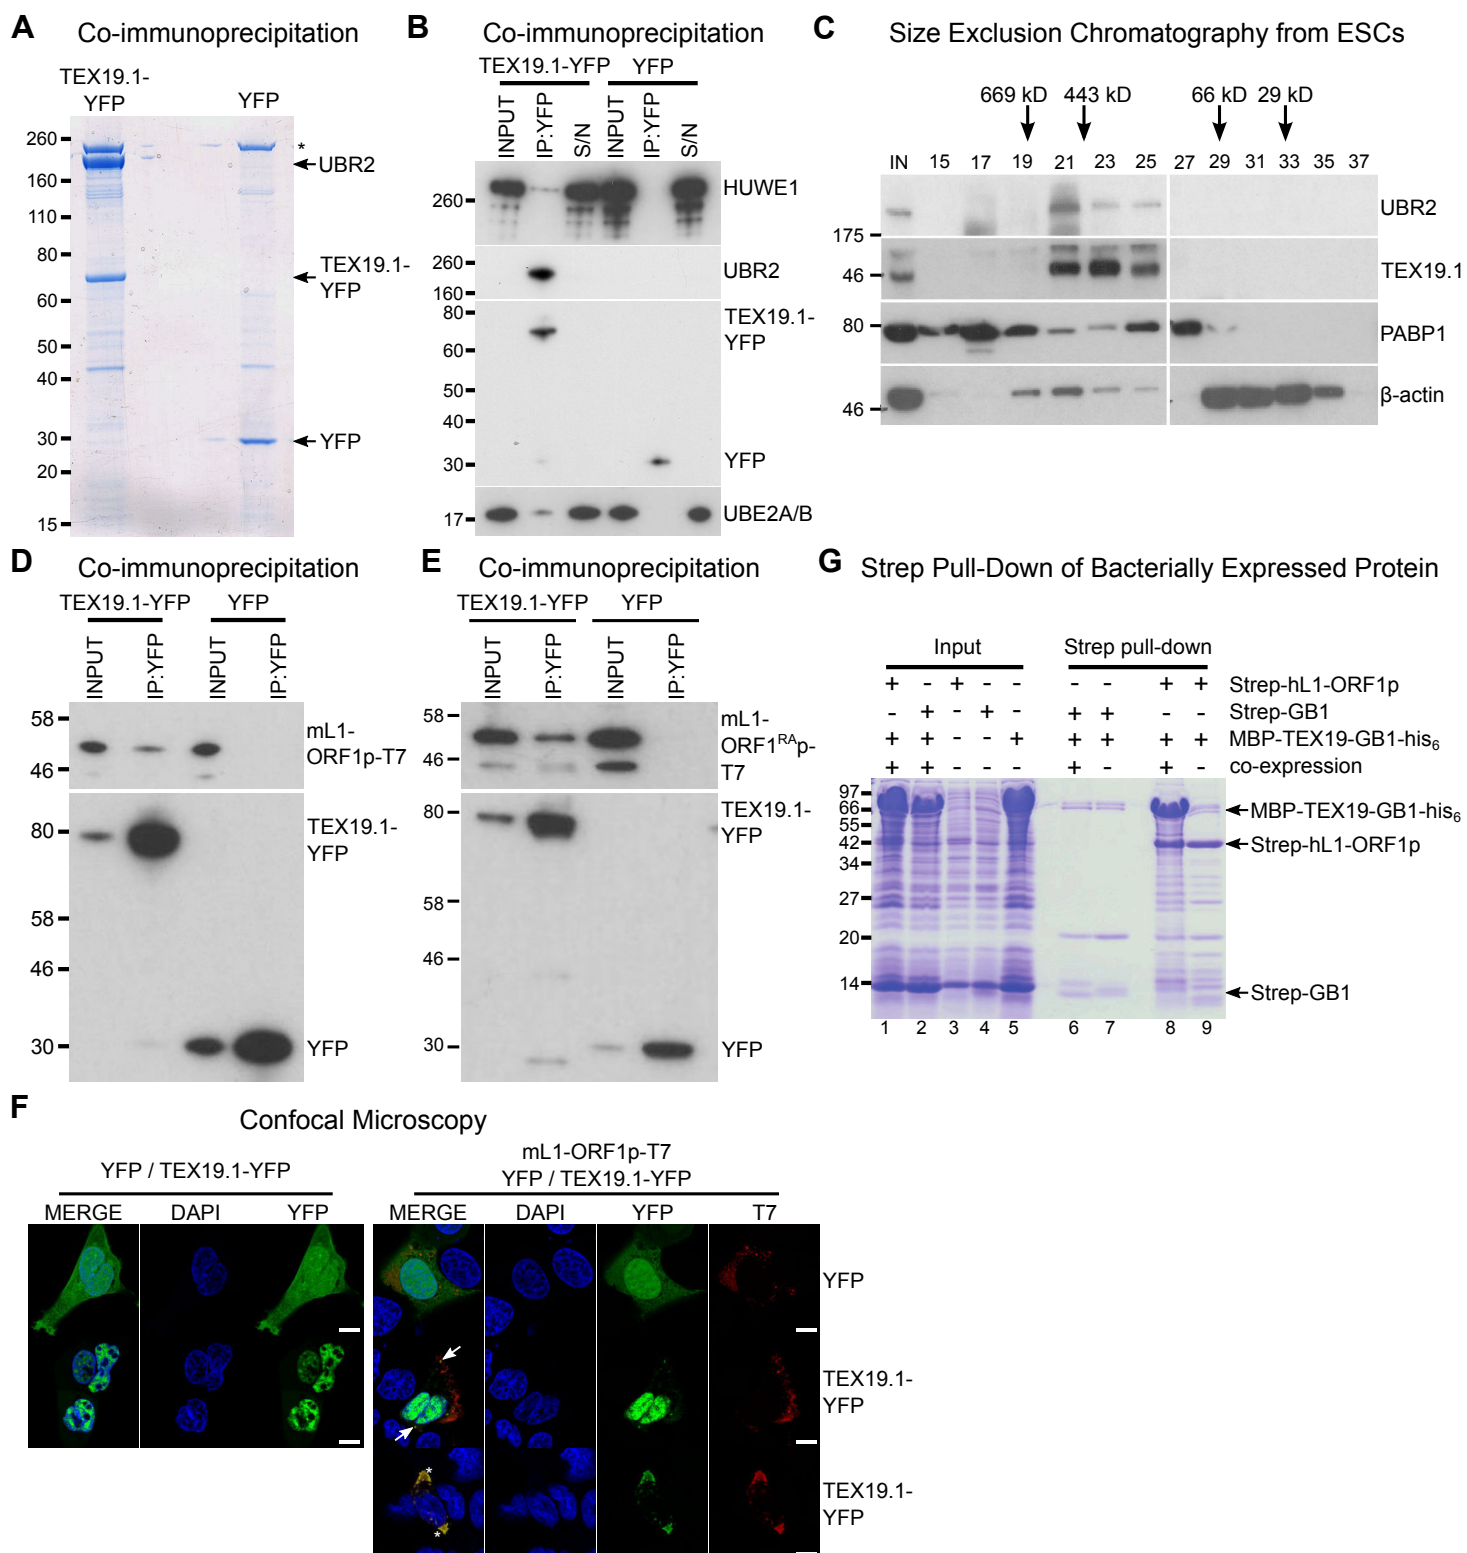 A Co-immunoprecipitation
TEX19.1-
YFP YFP
260
160
110
80
60
50
40
30
20
15
*
UBR2
TEX19.1-
YFP
YFP
B Co-immunoprecipitation
TEX19.1-YFP YFP
INPUT IP:YFP S/N INPUT IP:YFP S/N
260 HUWE1
260 UBR2
160
80 TEX19.1-
YFP
60
50
40
30 YFP
17 UBE2A/B
C Size Exclusion Chromatography from ESCs
669 kD 443 kD 66 kD 29 kD
IN 15 17 19 21 23 25 27 29 31 33 35 37
UBR2
175
46 TEX19.1
80 PABP1
46 β-actin
D Co-immunoprecipitation
TEX19.1-YFP YFP
INPUT IP:YFP INPUT IP:YFP
58 mL1-
46 ORF1p-T7
80 TEX19.1-
YFP
58
46
30 YFP
E Co-immunoprecipitation
TEX19.1-YFP YFP
INPUT IP:YFP INPUT IP:YFP
58 mL1-
46 ORF1ᴿᴬp-
T7
80 TEX19.1-
YFP
58
46
30 YFP
G Strep Pull-Down of Bacterially Expressed Protein
Input Strep pull-down
+ - + - - - - + + Strep-hL1-ORF1p
- + - + - + + - - Strep-GB1
+ + - - + + + + + MBP-TEX19-GB1-his₆
+ + - - - + - + - co-expression
97
66 MBP-TEX19-GB1-his₆
55
42 Strep-hL1-ORF1p
34
27
20
14 Strep-GB1
1 2 3 4 5 6 7 8 9
F Confocal Microscopy
YFP / TEX19.1-YFP
MERGE DAPI YFP
mL1-ORF1p-T7
YFP / TEX19.1-YFP
MERGE DAPI YFP T7
YFP
TEX19.1-
YFP
*
*
TEX19.1-
YFP